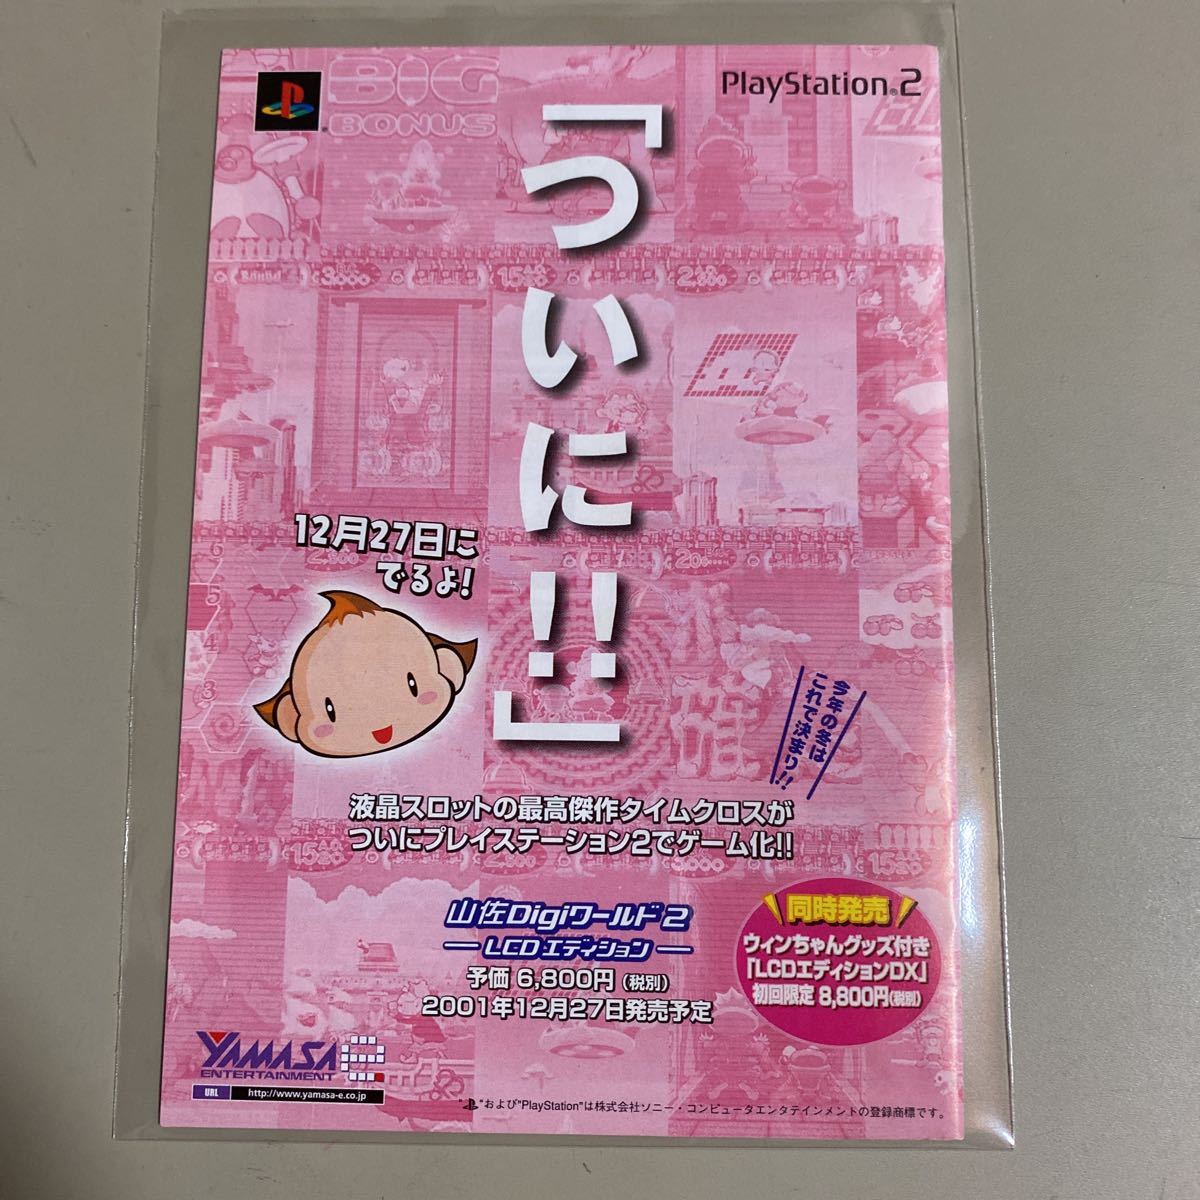 PlayStation®2
BIG
BONUS
「ついに!!」
12月27日に
でるよ!
今年の冬は
これで決まり!!
液晶スロットの最高傑作タイムクロスが
ついにプレイステーション2でゲーム化!!
山佐Digiワールド2
LCDエディション
予価 6,800円(税別)
2001年12月27日発売予定
同時発売
ウィンちゃんグッズ付き
「LCDエディションDX」
初回限定 8,800円(税別)
YAMASA e
ENTERTAINMENT
URL http://www.yamasa-e.co.jp
" "および"PlayStation"は株式会社ソニー・コンピュータエンタテインメントの登録商標です。